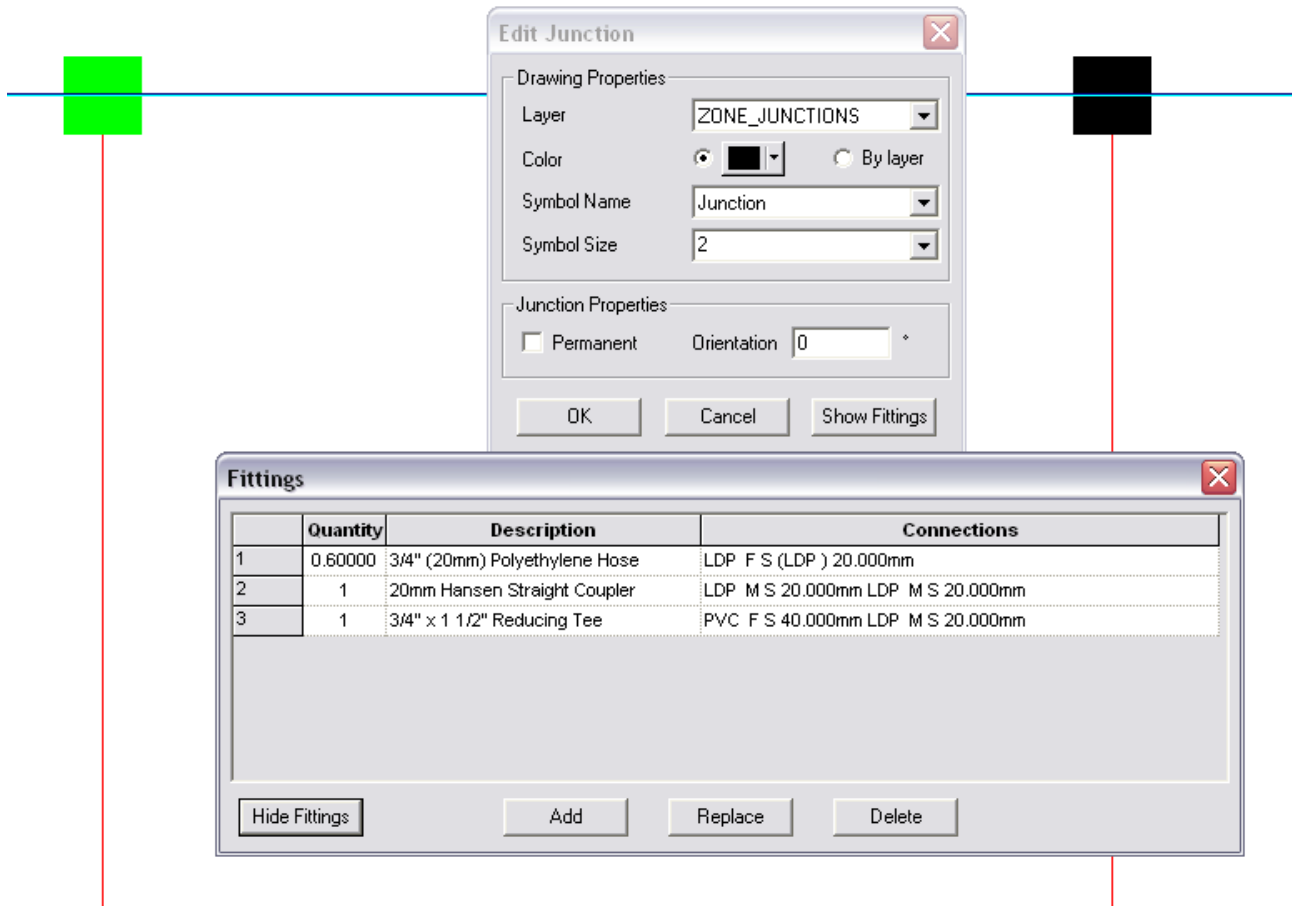 Edit Junction
Drawing Properties
Layer ZONE_JUNCTIONS
Color By layer
Symbol Name Junction
Symbol Size 2
Junction Properties
Permanent Orientation 0 °
OK Cancel Show Fittings
Fittings
Quantity Description Connections
1 0.60000 3/4" (20mm) Polyethylene Hose LDP F S (LDP ) 20.000mm
2 1 20mm Hansen Straight Coupler LDP M S 20.000mm LDP M S 20.000mm
3 1 3/4" x 1 1/2" Reducing Tee PVC F S 40.000mm LDP M S 20.000mm
Hide Fittings Add Replace Delete